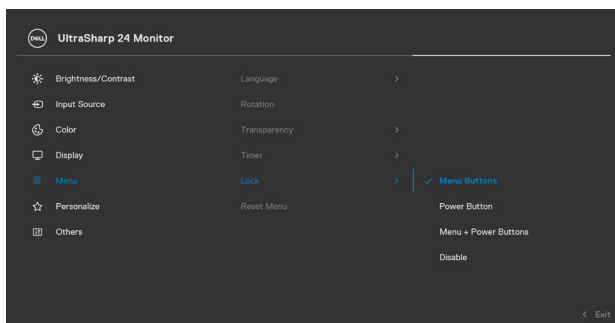 DELL UltraSharp 24 Monitor
Brightness/Contrast
Input Source
Color
Display
Menu
Personalize
Others
Language
Rotation
Transparency
Timer
Lock
Reset Menu
Menu Buttons
Power Button
Menu + Power Buttons
Disable
Exit